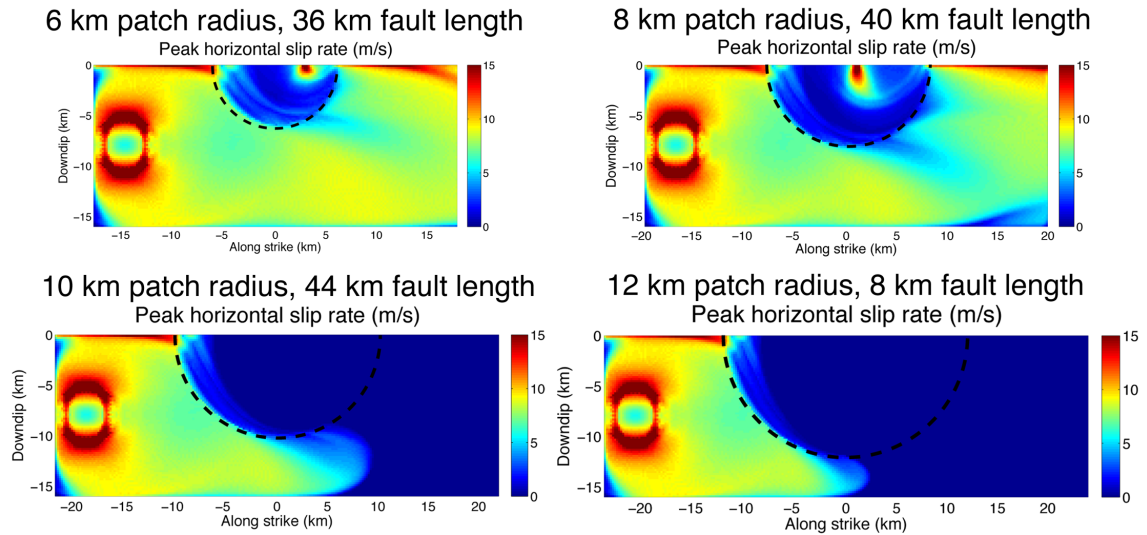 6 km patch radius, 36 km fault length
Peak horizontal slip rate (m/s)
0
−5
−10
−15
Downdip (km)
−15 −10 −5 0 5 10 15
Along strike (km)
15
10
5
0
8 km patch radius, 40 km fault length
Peak horizontal slip rate (m/s)
0
−5
−10
−15
Downdip (km)
−20 −15 −10 −5 0 5 10 15 20
Along strike (km)
15
10
5
0
10 km patch radius, 44 km fault length
Peak horizontal slip rate (m/s)
0
−5
−10
−15
Downdip (km)
−20 −15 −10 −5 0 5 10 15 20
Along strike (km)
15
10
5
0
12 km patch radius, 8 km fault length
Peak horizontal slip rate (m/s)
0
−5
−10
−15
Downdip (km)
−20 −15 −10 −5 0 5 10 15 20
Along strike (km)
15
10
5
0